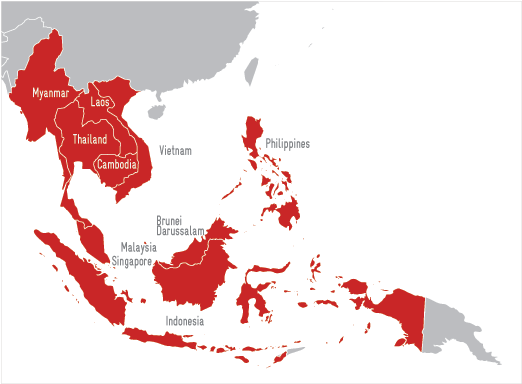 Myanmar
Laos
Thailand
Vietnam
Cambodia
Philippines
Brunei
Darussalam
Malaysia
Singapore
Indonesia